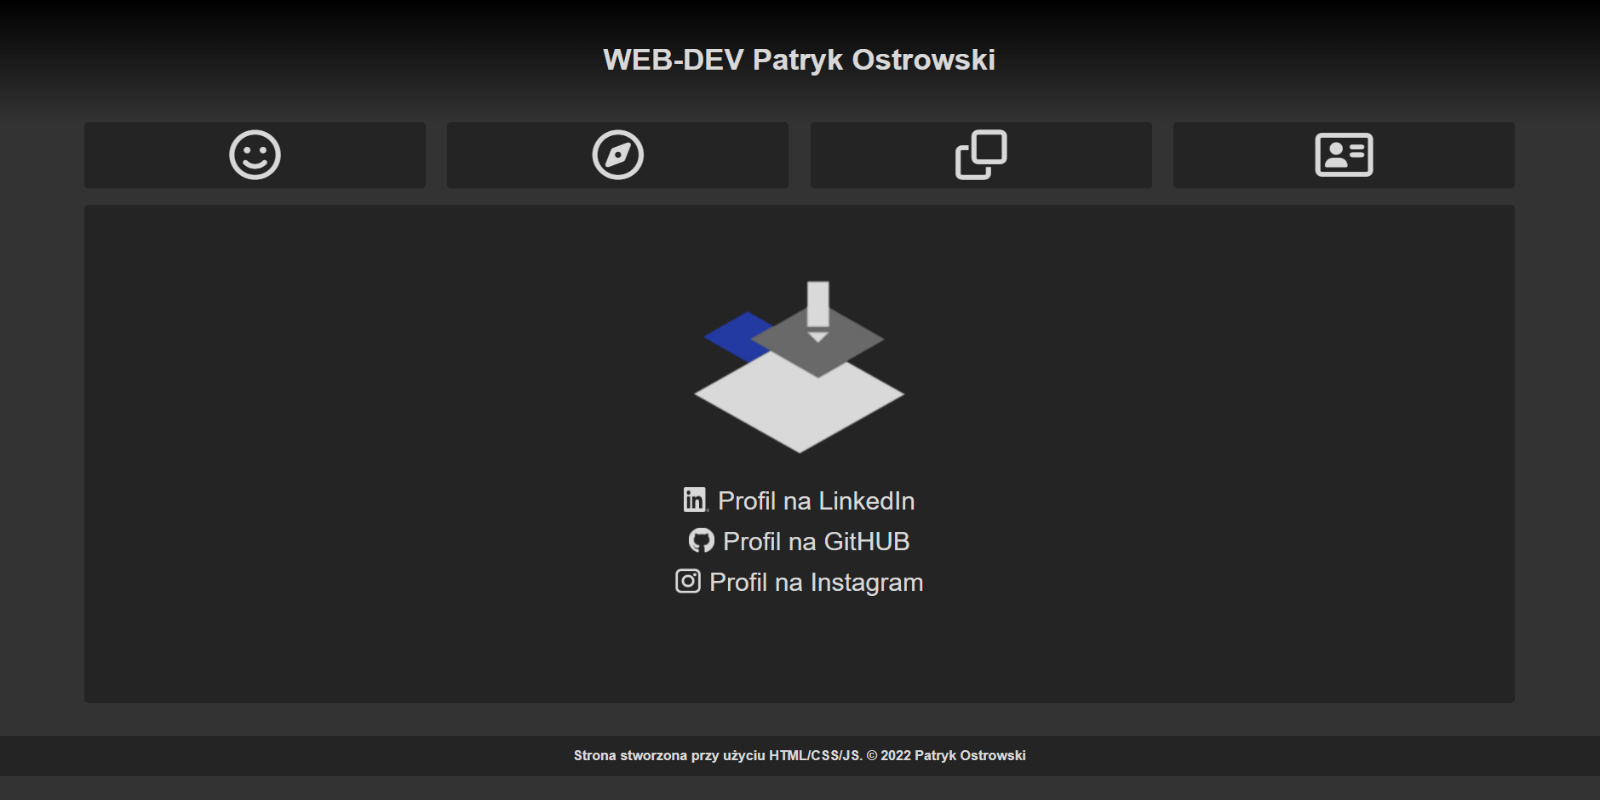 WEB-DEV Patryk Ostrowski
Profil na LinkedIn
Profil na GitHUB
Profil na Instagram
Strona stworzona przy użyciu HTML/CSS/JS. © 2022 Patryk Ostrowski